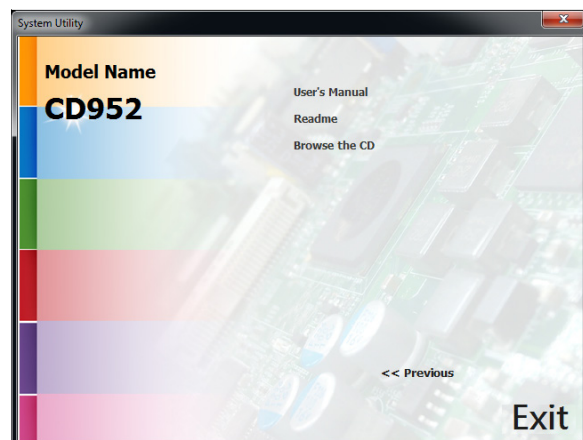 System Utility
Model Name
CD952
User's Manual
Readme
Browse the CD
<< Previous
Exit